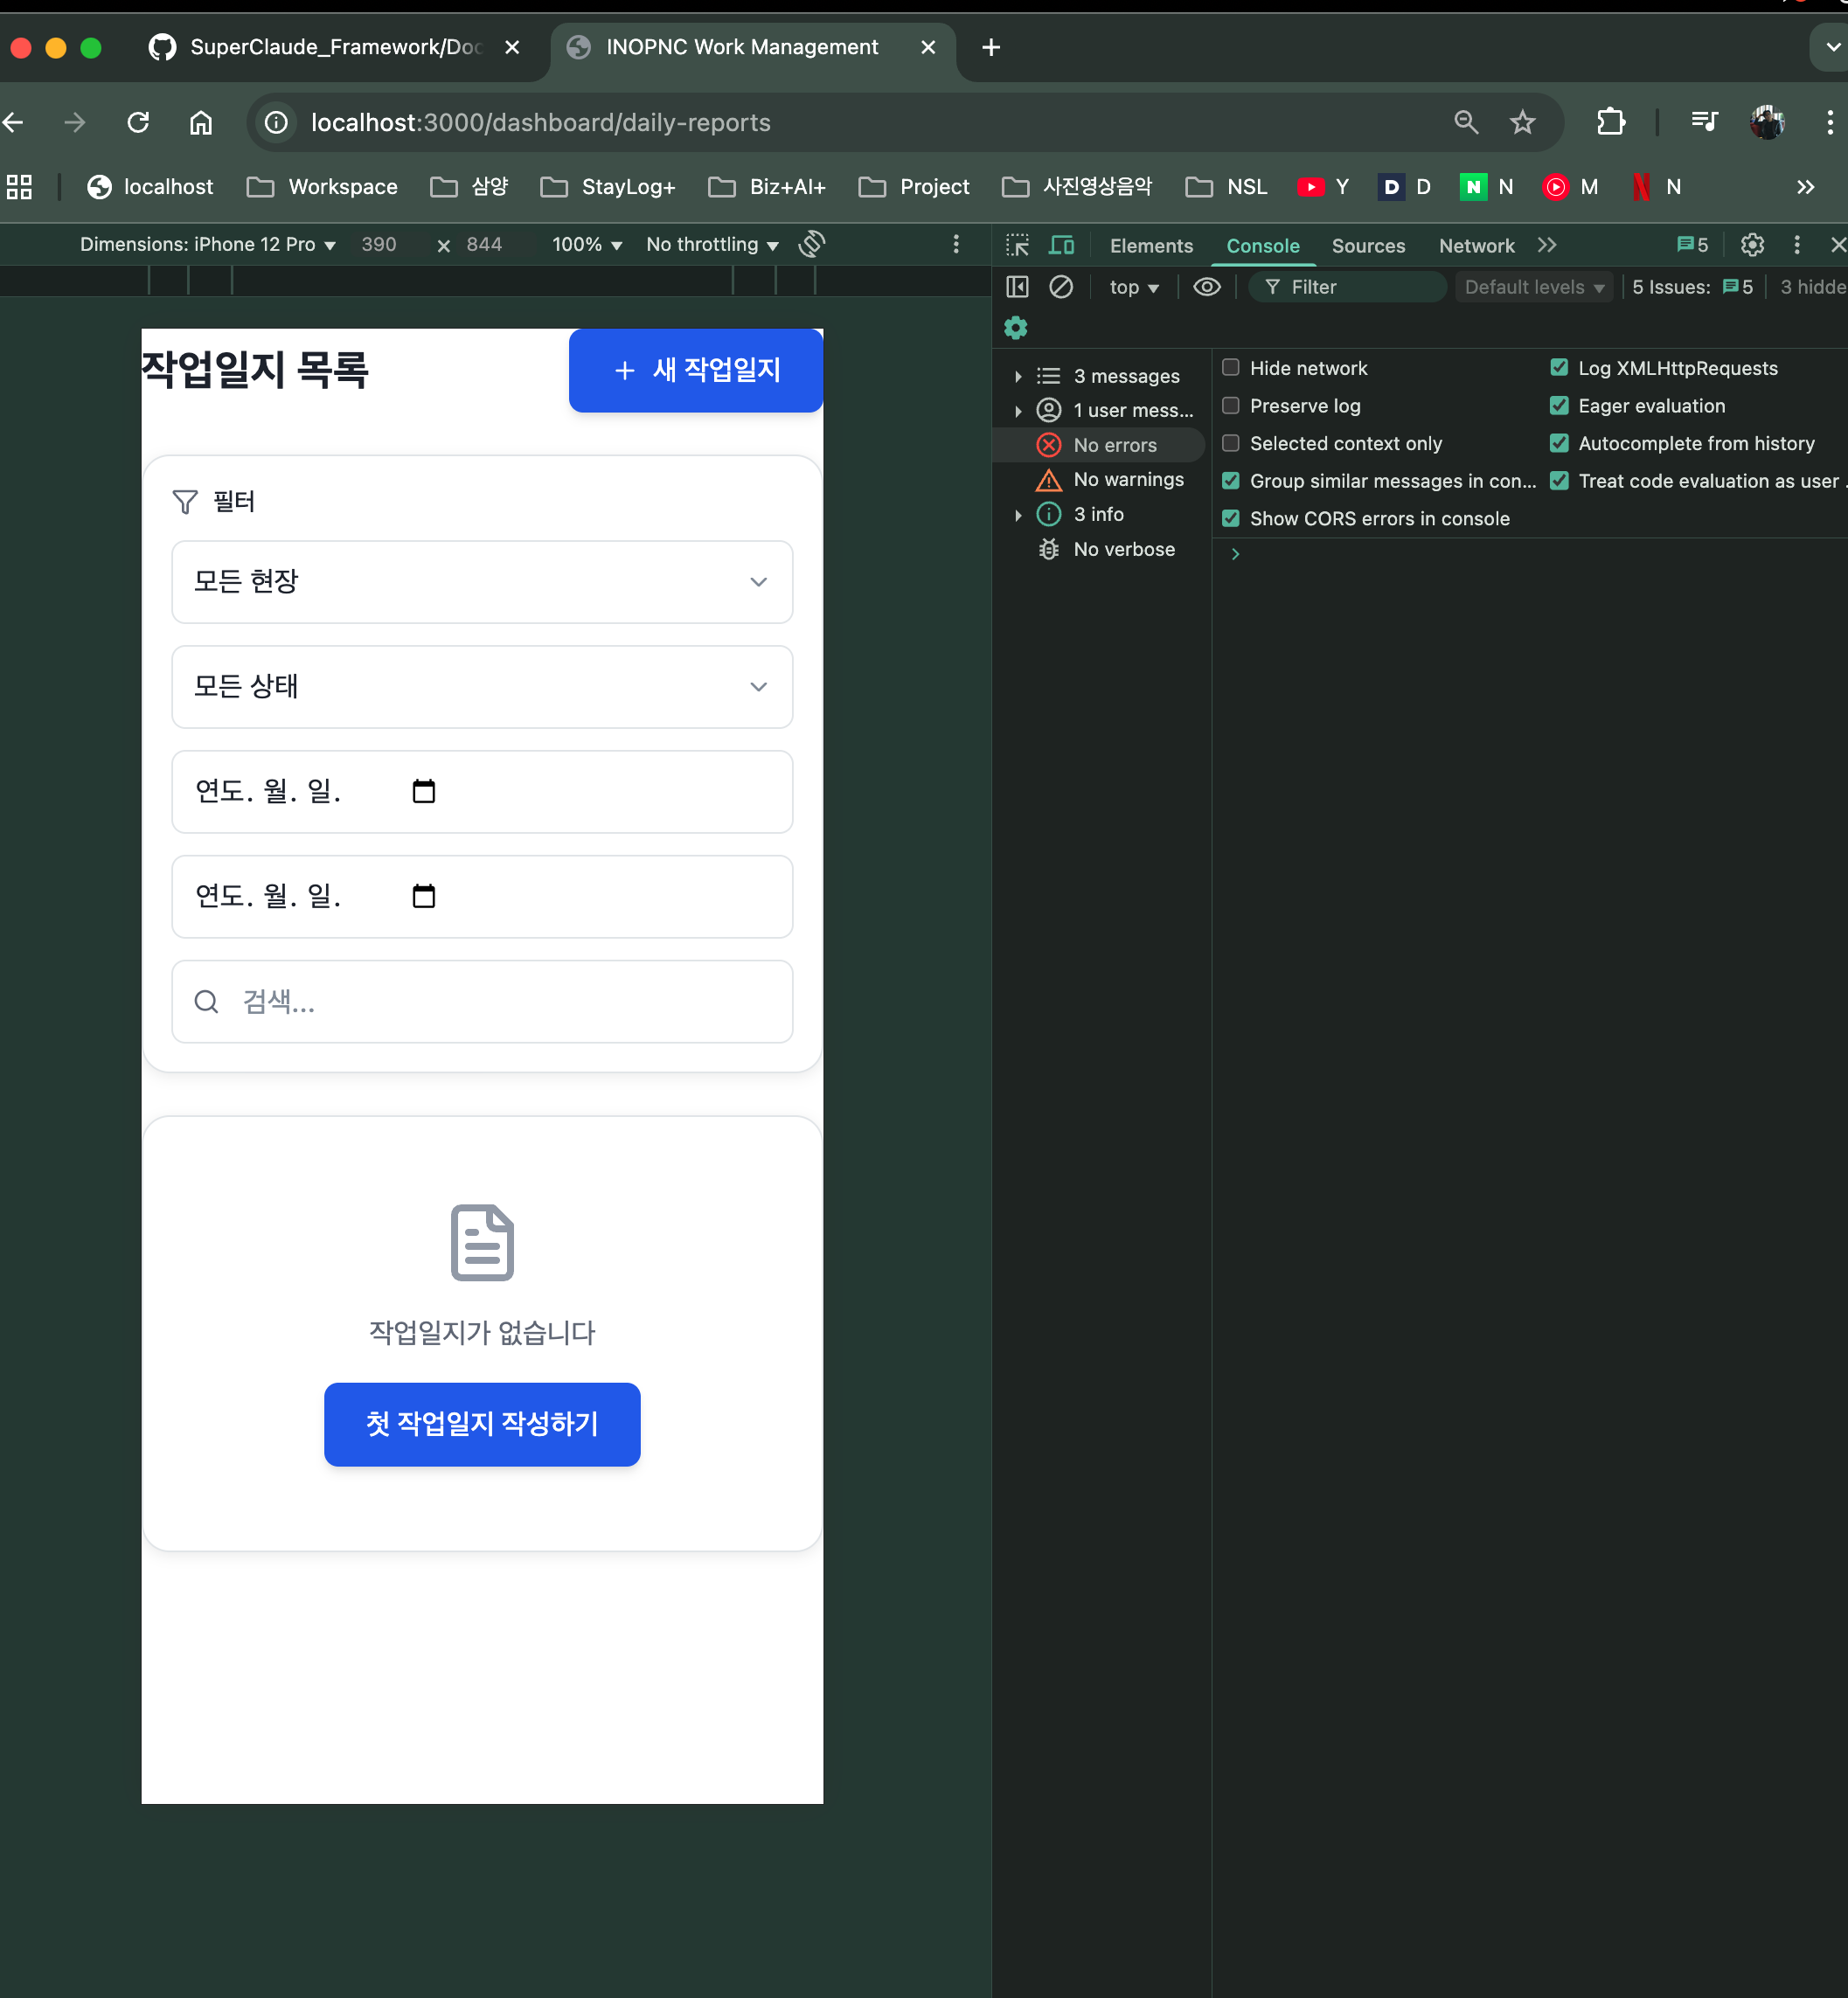 SuperClaude_Framework/Doc
INOPNC Work Management
localhost:3000/dashboard/daily-reports
localhost
Workspace
삼양
StayLog+
Biz+AI+
Project
사진영상음악
NSL
Y
D D
N N
M
N
Dimensions: iPhone 12 Pro 390 × 844 100% No throttling
Elements Console Sources Network 5
top Filter Default levels 5 Issues: 5 3 hidde
작업일지 목록
+ 새 작업일지
필터
모든 현장
모든 상태
연도. 월. 일.
연도. 월. 일.
검색...
작업일지가 없습니다
첫 작업일지 작성하기
3 messages
1 user mess...
No errors
No warnings
3 info
No verbose
Hide network
Log XMLHttpRequests
Preserve log
Eager evaluation
Selected context only
Autocomplete from history
Group similar messages in con...
Treat code evaluation as user
Show CORS errors in console